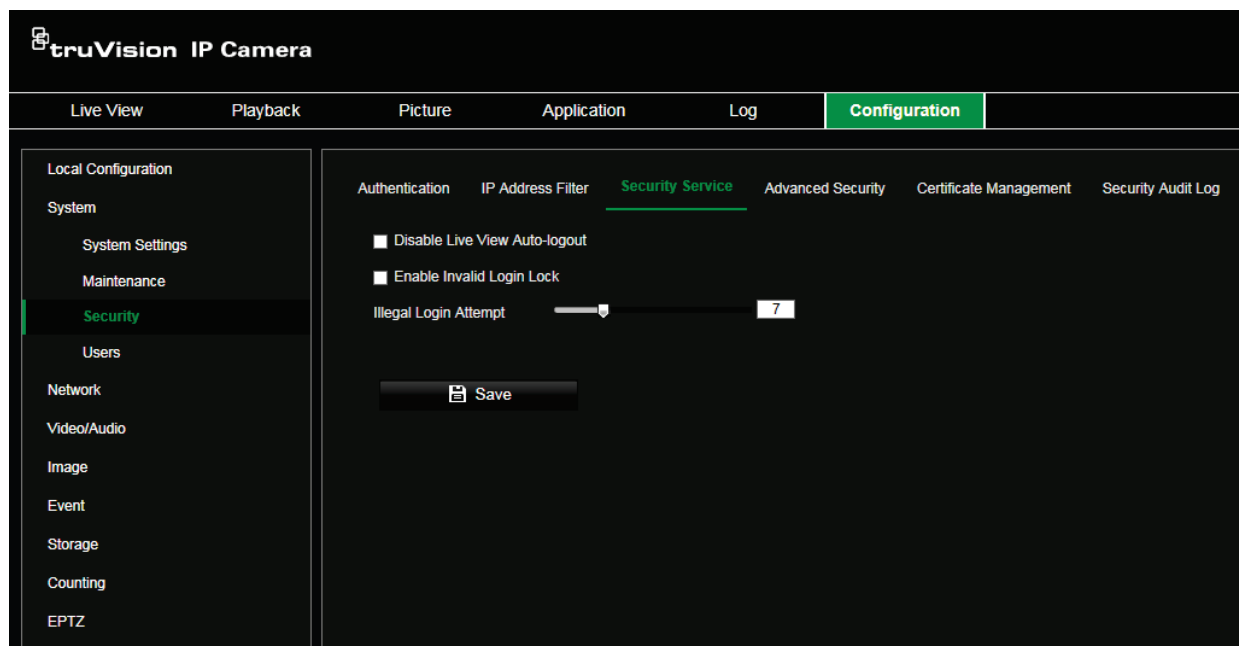 truVision IP Camera
Live View Playback Picture Application Log Configuration
Local Configuration
System
System Settings
Maintenance
Security
Users
Network
Video/Audio
Image
Event
Storage
Counting
EPTZ
Authentication IP Address Filter Security Service Advanced Security Certificate Management Security Audit Log
Disable Live View Auto-logout
Enable Invalid Login Lock
Illegal Login Attempt 7
Save